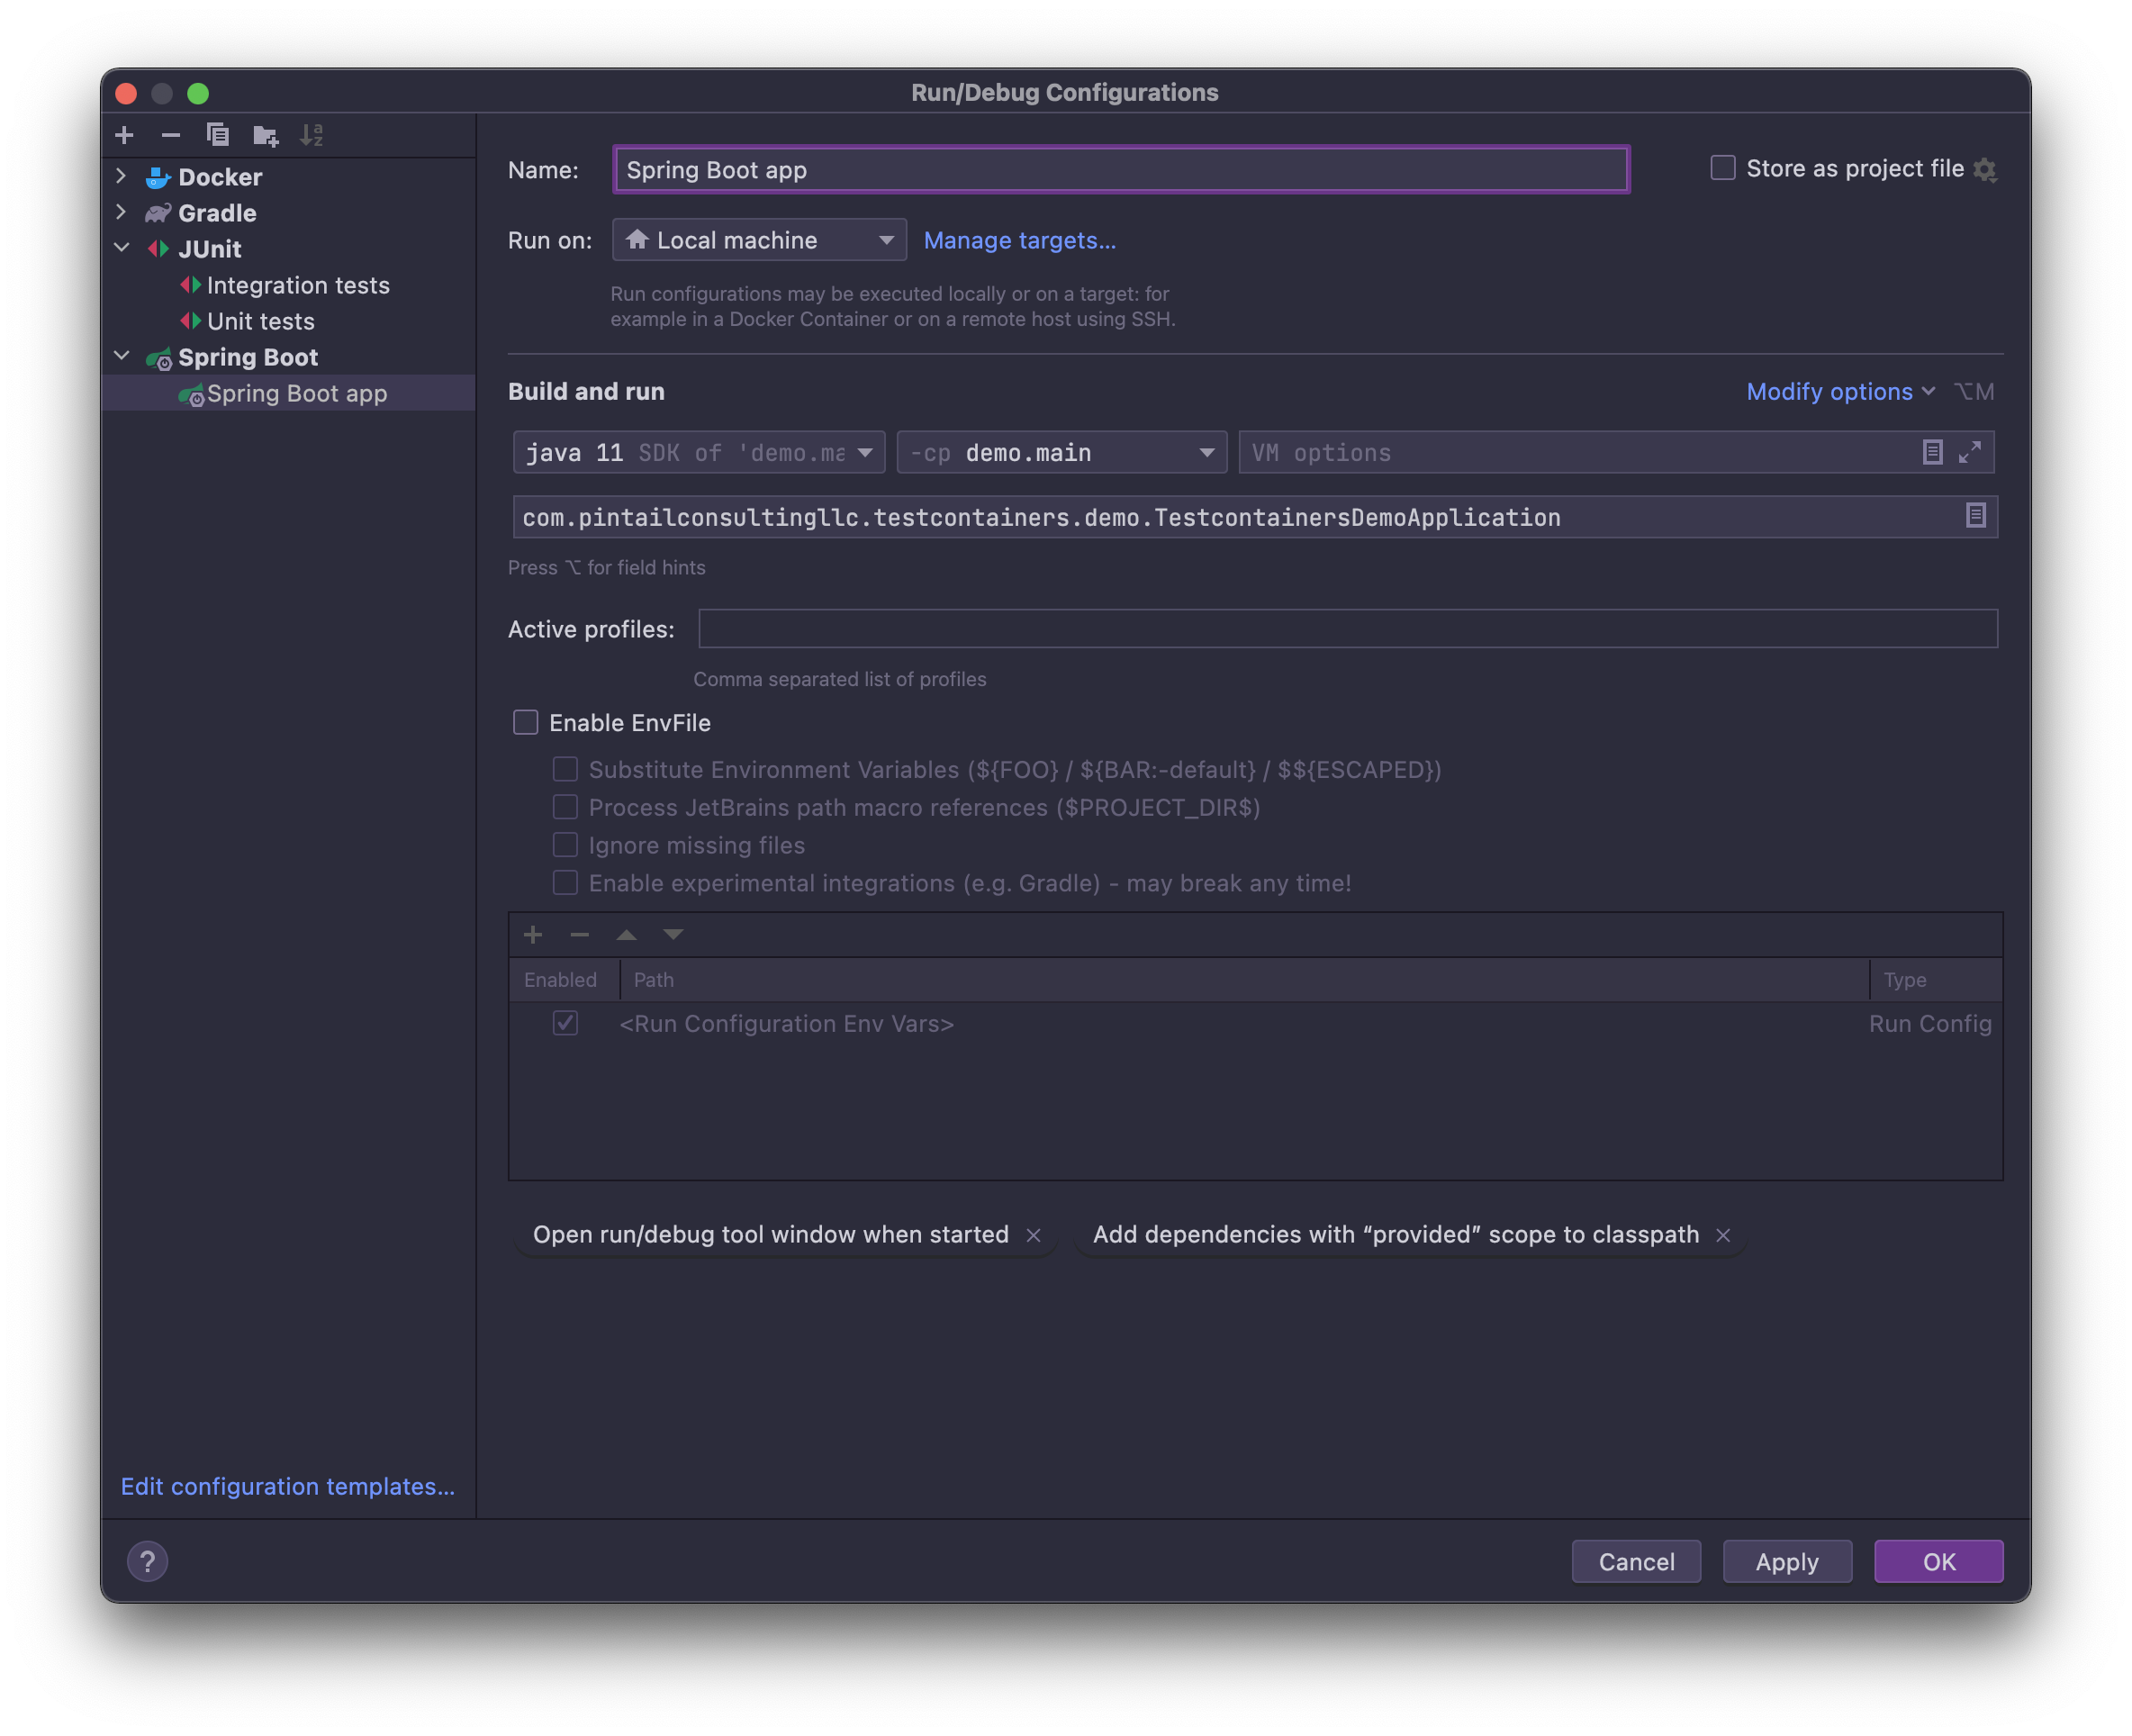 Run/Debug Configurations
Docker
Gradle
JUnit
Integration tests
Unit tests
Spring Boot
Spring Boot app
Edit configuration templates...
Name: Spring Boot app
Store as project file
Run on: Local machine Manage targets...
Run configurations may be executed locally or on a target: for
example in a Docker Container or on a remote host using SSH.
Build and run
Modify options ⌥M
java 11 SDK of 'demo.ma
-cp demo.main
VM options
com.pintailconsultingllc.testcontainers.demo.TestcontainersDemoApplication
Press ⌥ for field hints
Active profiles:
Comma separated list of profiles
Enable EnvFile
Substitute Environment Variables (${FOO} / ${BAR:-default} / $${ESCAPED})
Process JetBrains path macro references ($PROJECT_DIR$)
Ignore missing files
Enable experimental integrations (e.g. Gradle) - may break any time!
Enabled Path Type
<Run Configuration Env Vars> Run Config
Open run/debug tool window when started ×
Add dependencies with “provided” scope to classpath ×
?
Cancel Apply OK